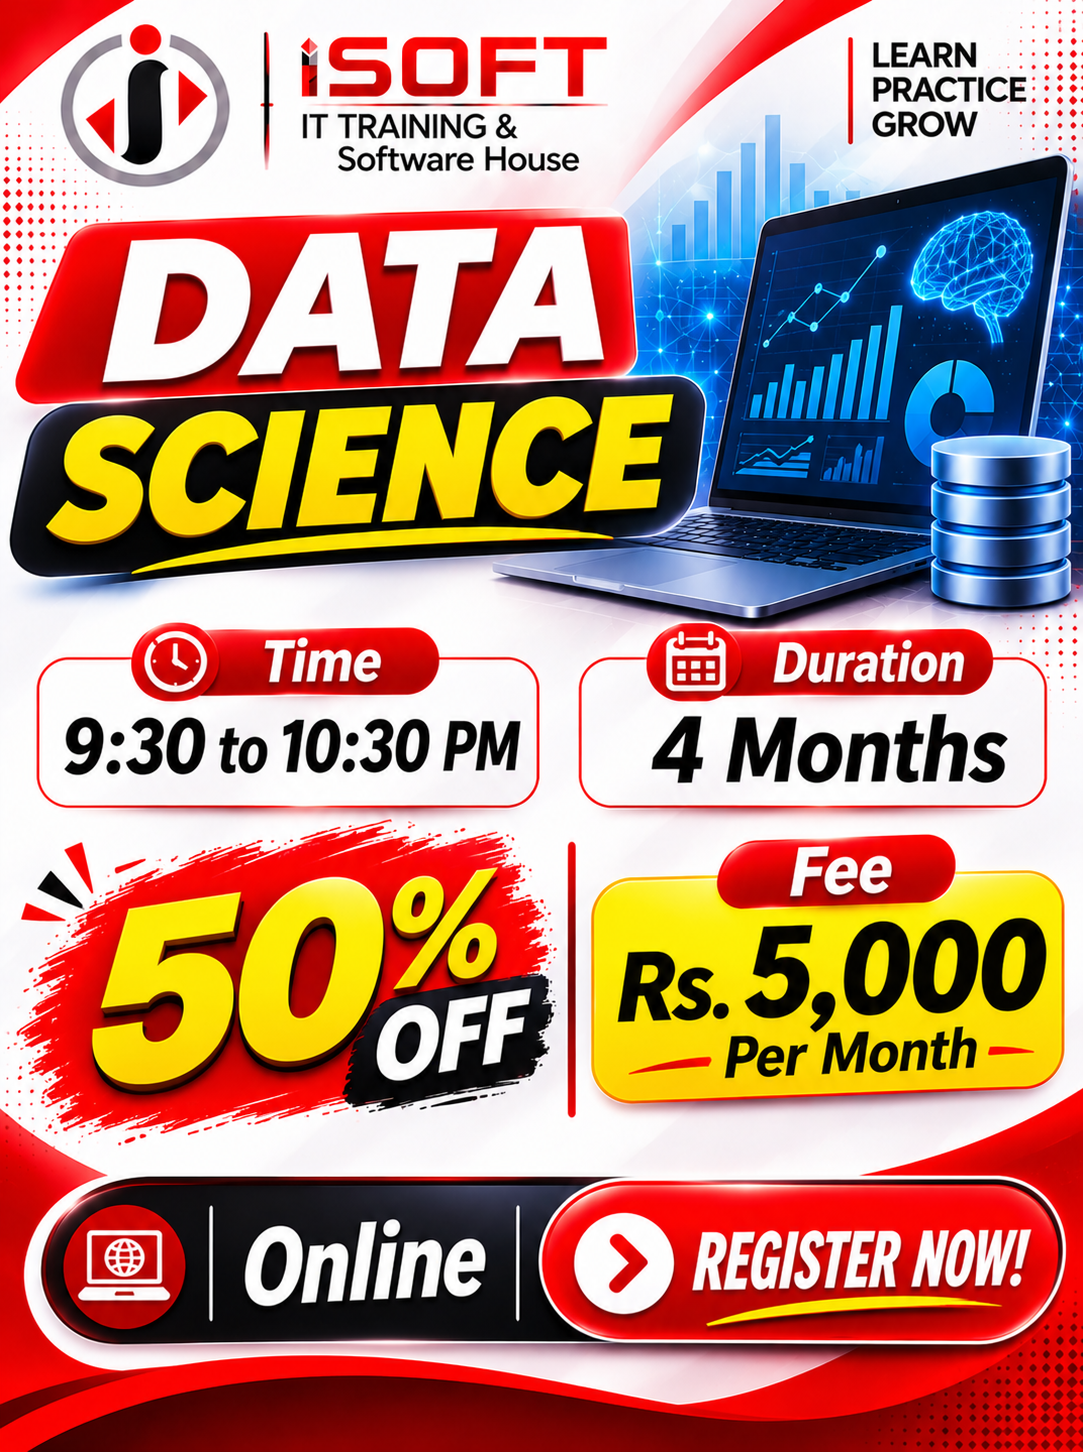 iSOFT
IT TRAINING &
Software House
LEARN
PRACTICE
GROW
DATA
SCIENCE
Time
9:30 to 10:30 PM
Duration
4 Months
50%
OFF
Fee
Rs. 5,000
Per Month
Online
REGISTER NOW!